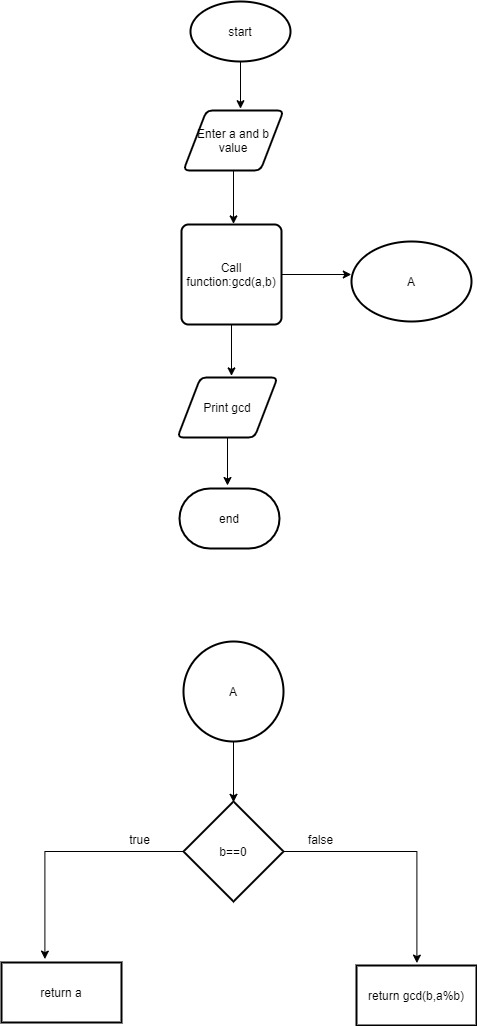 start
Enter a and b
value
Call
function:gcd(a,b)
A
Print gcd
end
A
b==0
true
false
return a
return gcd(b,a%b)